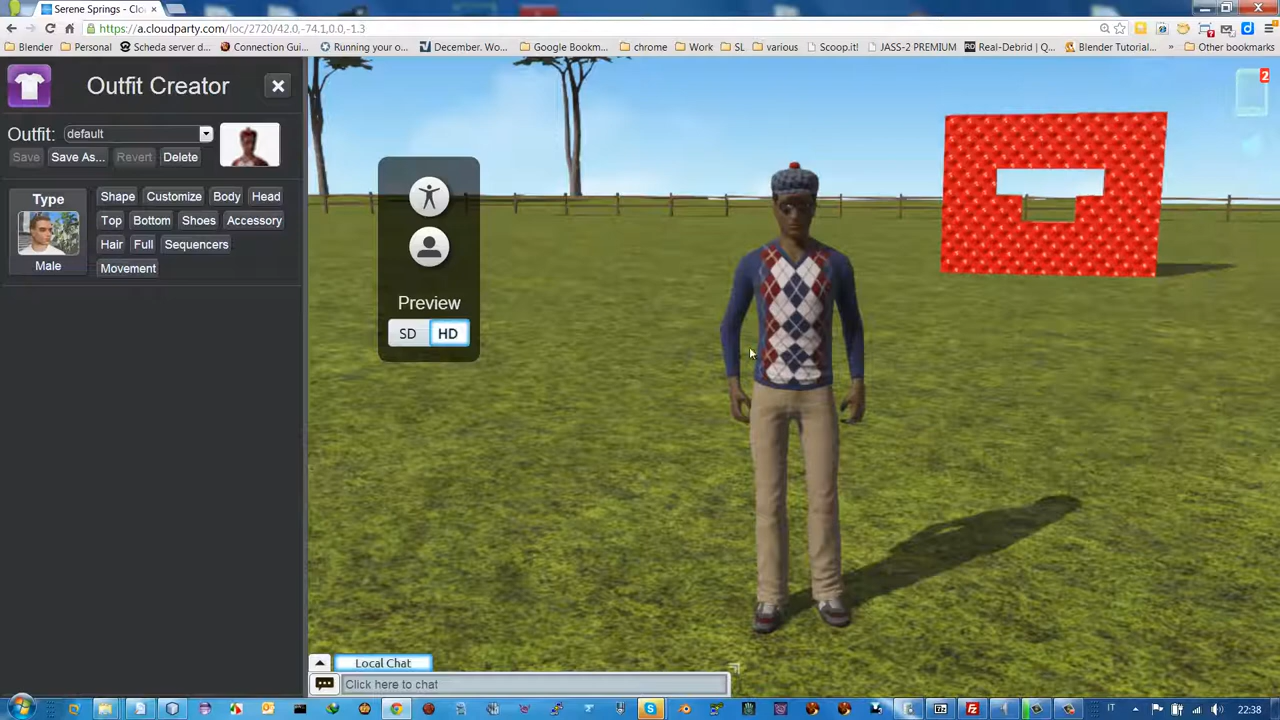 Serene Springs - Clo
https://a.cloudparty.com/loc/2720/42.0,-74.1,0.0,-1.3
Blender Personal Scheda server d Connection Gui... Running your o... December. Wo... Google Bookm... chrome Work SL various Scoop.it! JASS-2 PREMIUM RD Real-Debrid | Q... Blender Tutorial... » Other bookmarks
Outfit Creator
2
Outfit: default
Save Save As... Revert Delete
Type
Male
Shape Customize Body Head
Top Bottom Shoes Accessory
Hair Full Sequencers
Movement
Preview
SD HD
Local Chat
Click here to chat
IT 22:38